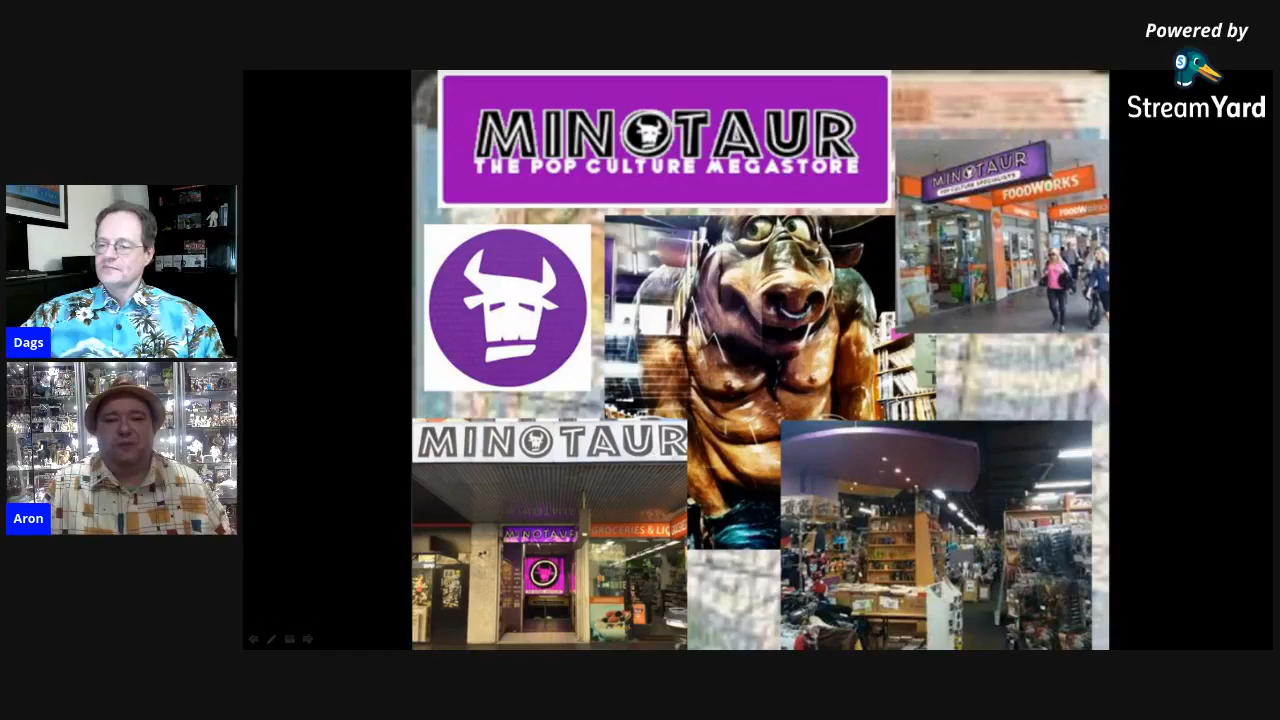 Powered by
StreamYard
MINOTAUR
THE POP CULTURE MEGASTORE
MINOTAUR
POP CULTURE SPECIALISTS
FOODWORKS
FOODWORKS
Dags
MINOTAUR
GROCERIES & LIQ
MINOTAUR
Aron